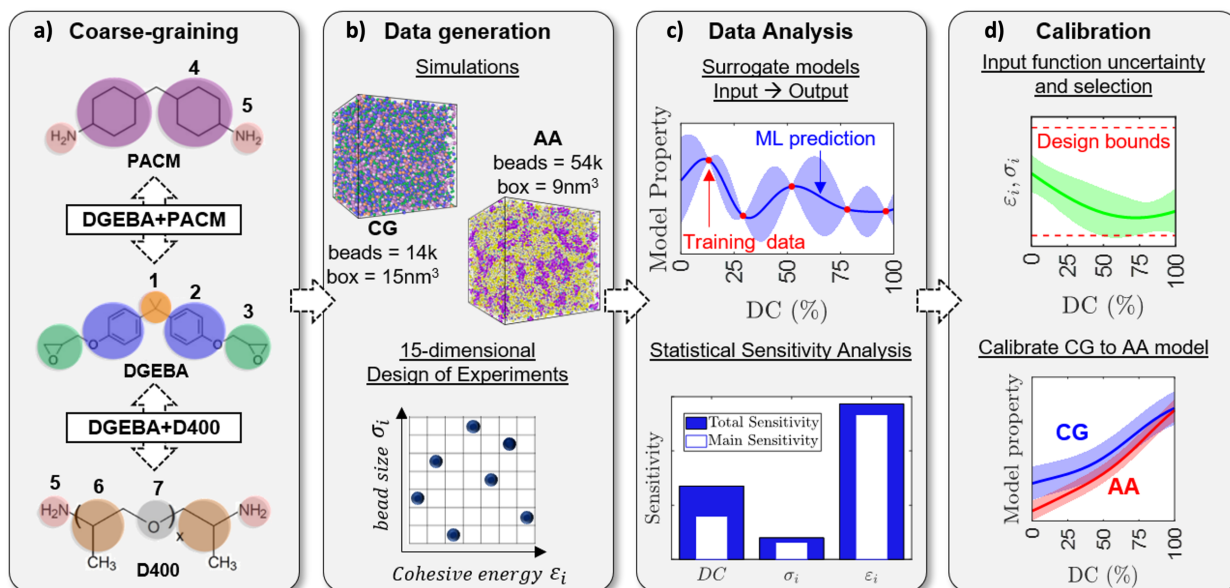 a) Coarse-graining
4
5
H₂N
NH₂
PACM
DGEBA+PACM
1
2
3
O
O
O
O
DGEBA
DGEBA+D400
5
6
7
H₂N
(
O
)
x
NH₂
CH₃
CH₃
D400
b) Data generation
Simulations
AA
beads = 54k
box = 9nm³
CG
beads = 14k
box = 15nm³
15-dimensional
Design of Experiments
bead size σᵢ
Cohesive energy εᵢ
c) Data Analysis
Surrogate models
Input → Output
Model Property
ML prediction
Training data
0
25
50
75
100
DC (%)
Statistical Sensitivity Analysis
Sensitivity
Total Sensitivity
Main Sensitivity
DC
σᵢ
εᵢ
d) Calibration
Input function uncertainty
and selection
εᵢ, σᵢ
Design bounds
0
25
50
75
100
DC (%)
Calibrate CG to AA model
Model property
CG
AA
0
25
50
75
100
DC (%)